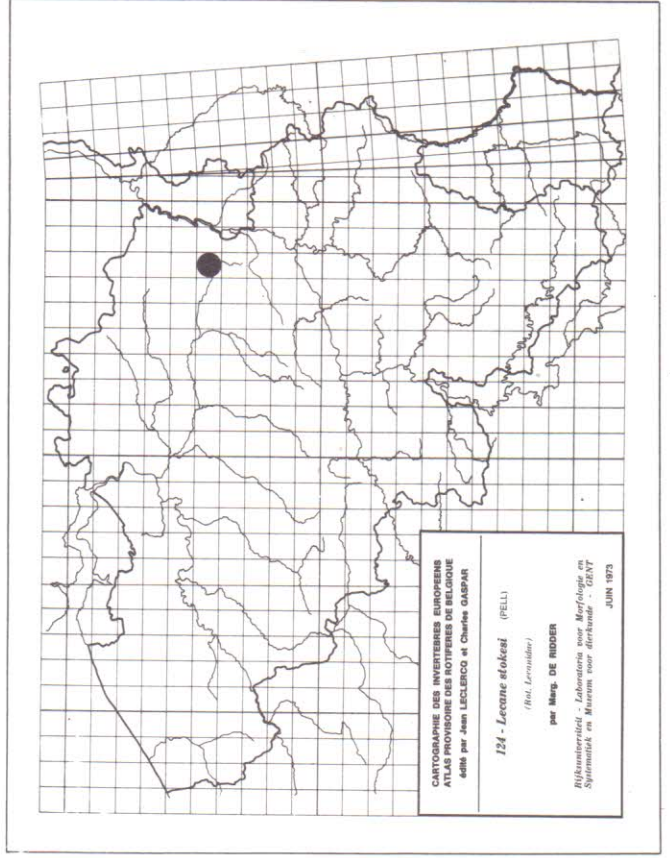 CARTOGRAPHIE DES INVERTEBRES EUROPEENS
ATLAS PROVISOIRE DES ROTIFERES DE BELGIQUE
édité par Jean LECLERCQ et Charles GASPAR
124 - Lecane stokesi (PELL)
(Rot. Lecanidae)
par Marg. DE RIDDER
Rijksuniversiteit - Laboratoria voor Morfologie en
Systematiek en Museum voor dierkunde - GENT
JUIN 1973